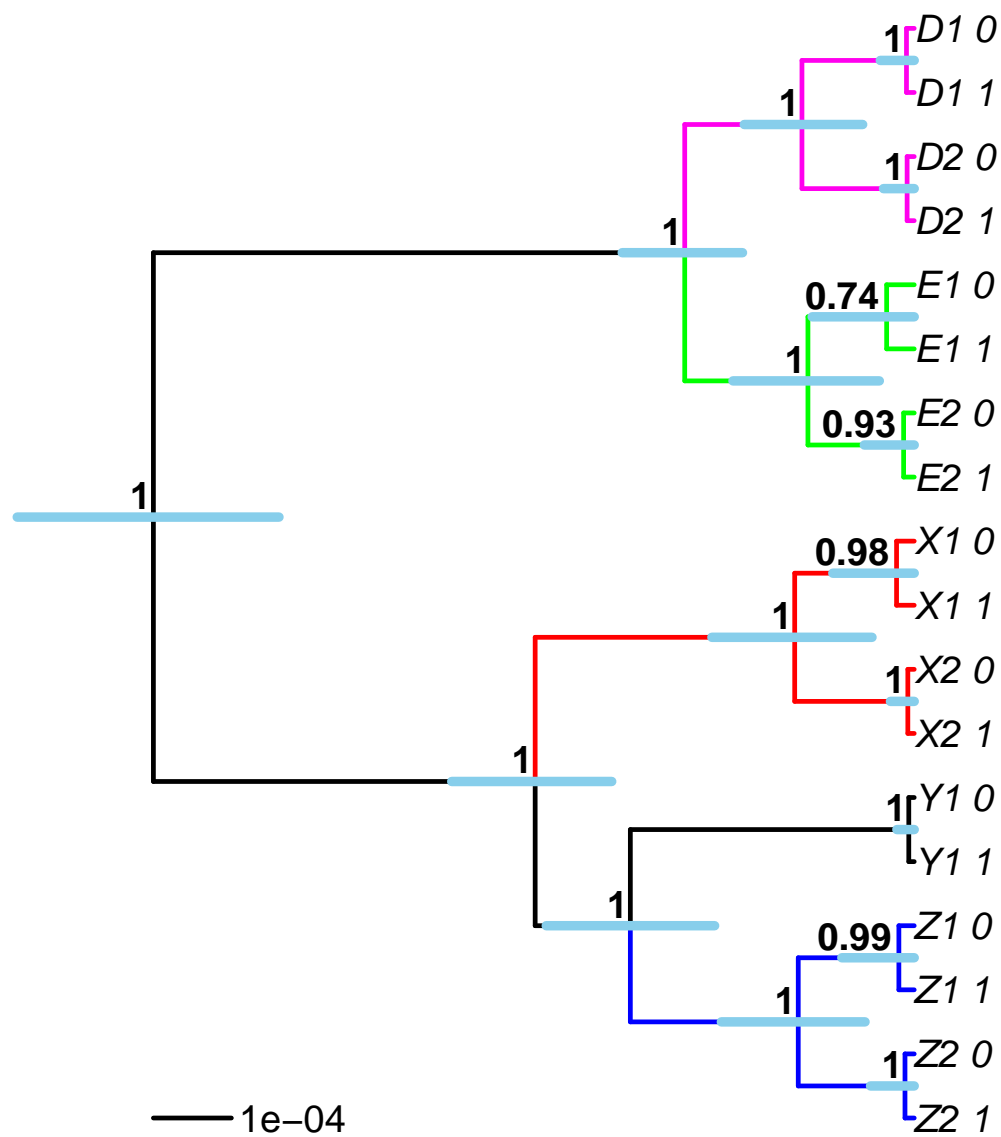 D1 0
1
D1 1
1
D2 0
1
D2 1
1
E1 0
0.74
E1 1
1
E2 0
0.93
E2 1
1
X1 0
0.98
X1 1
1
X2 0
1
X2 1
1
Y1 0
1
Y1 1
1
Z1 0
0.99
Z1 1
1
Z2 0
1
Z2 1
1e−04